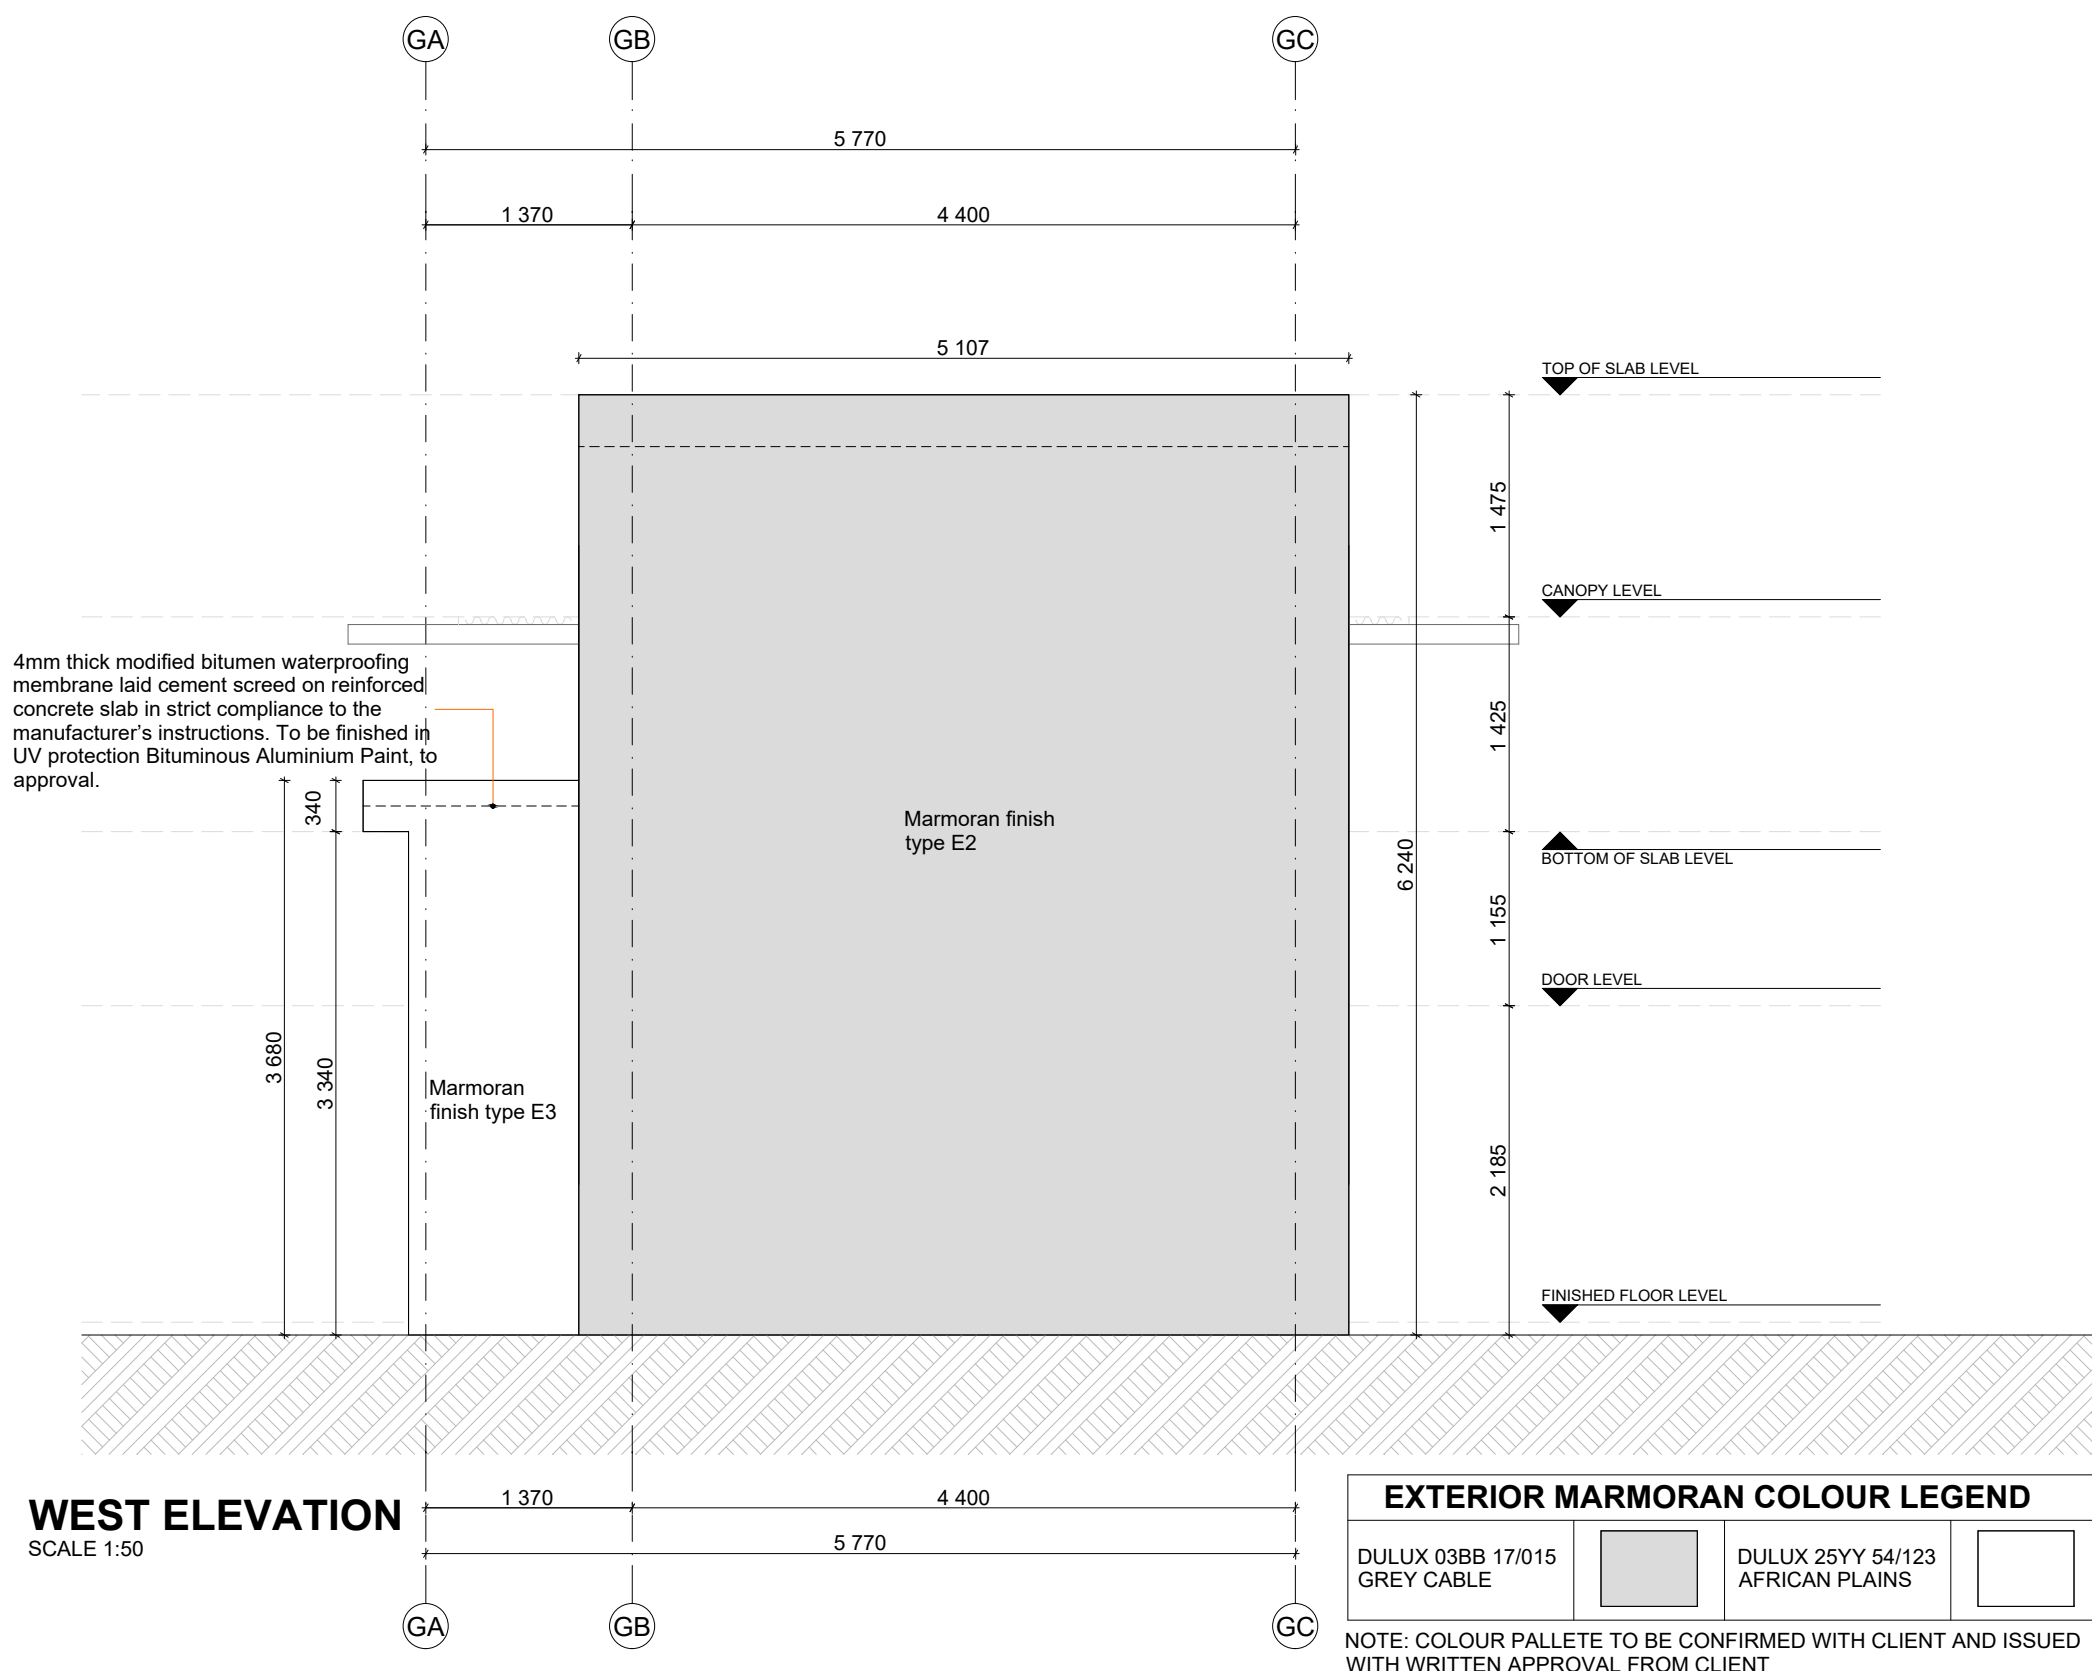 GA
GB
GC
5 770
1 370
4 400
5 107
TOP OF SLAB LEVEL
1 475
CANOPY LEVEL
4mm thick modified bitumen waterproofing
membrane laid cement screed on reinforced
concrete slab in strict compliance to the
manufacturer’s instructions. To be finished in
UV protection Bituminous Aluminium Paint, to
approval.
1 425
340
Marmoran finish
type E2
6 240
BOTTOM OF SLAB LEVEL
1 155
DOOR LEVEL
3 680
3 340
Marmoran
finish type E3
2 185
FINISHED FLOOR LEVEL
WEST ELEVATION
SCALE 1:50
1 370
4 400
5 770
GA
GB
GC
EXTERIOR MARMORAN COLOUR LEGEND
DULUX 03BB 17/015
GREY CABLE
DULUX 25YY 54/123
AFRICAN PLAINS
NOTE: COLOUR PALLETE TO BE CONFIRMED WITH CLIENT AND ISSUED
WITH WRITTEN APPROVAL FROM CLIENT